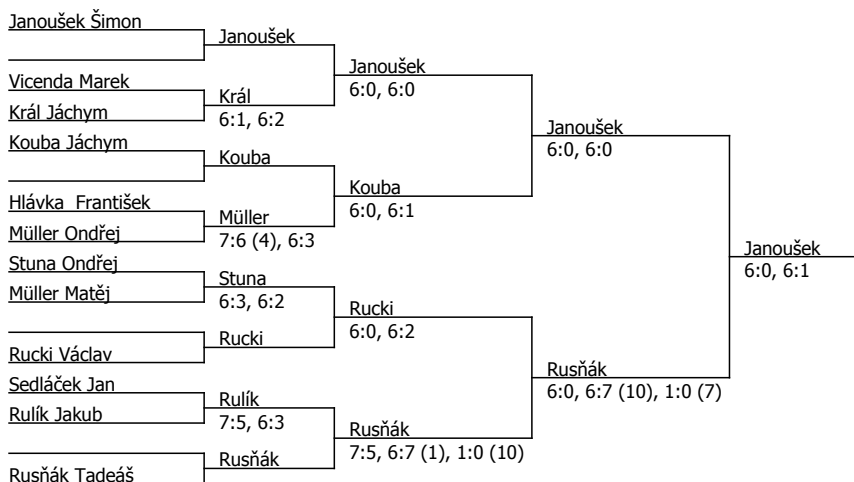 Janoušek Šimon
Janoušek
Janoušek
6:0, 6:0
Vicenda Marek
Král
6:1, 6:2
Král Jáchym
Janoušek
6:0, 6:0
Kouba Jáchym
Kouba
Kouba
6:0, 6:1
Hlávka František
Müller
7:6 (4), 6:3
Müller Ondřej
Janoušek
6:0, 6:1
Stuna Ondřej
Stuna
6:3, 6:2
Müller Matěj
Rucki
6:0, 6:2
Rucki
Rucki Václav
Rusňák
6:0, 6:7 (10), 1:0 (7)
Sedláček Jan
Rulík
7:5, 6:3
Rulík Jakub
Rusňák
7:5, 6:7 (1), 1:0 (10)
Rusňák
Rusňák Tadeáš